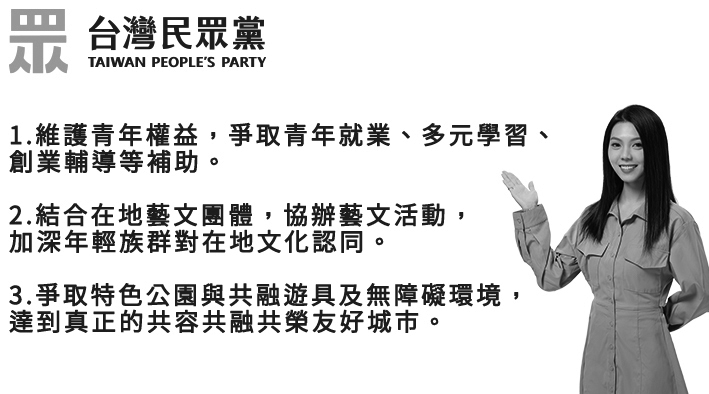 眾 台灣民眾黨
TAIWAN PEOPLE'S PARTY
1.維護青年權益，爭取青年就業、多元學習、
創業輔導等補助。
2.結合在地藝文團體，協辦藝文活動，
加深年輕族群對在地文化認同。
3.爭取特色公園與共融遊具及無障礙環境，
達到真正的共容共融共榮友好城市。